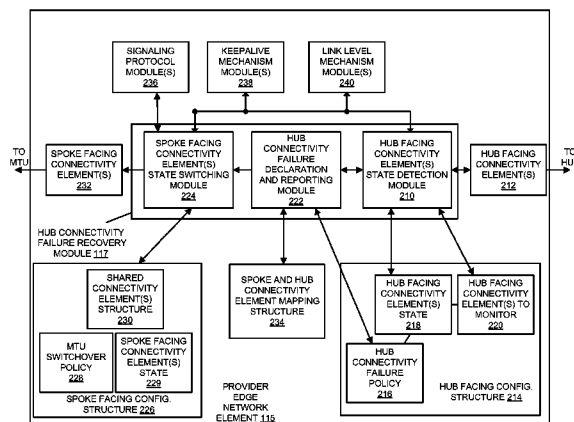 SIGNALING
PROTOCOL
MODULE(S)
236
KEEPALIVE
MECHANISM
MODULE(S)
238
LINK LEVEL
MECHANISM
MODULE(S)
240
TO
MTU
SPOKE FACING
CONNECTIVITY
ELEMENT(S)
232
SPOKE FACING
CONNECTIVITY
ELEMENT(S)
STATE SWITCHING
MODULE
224
HUB
CONNECTIVITY
FAILURE
DECLARATION
AND REPORTING
MODULE
222
HUB FACING
CONNECTIVITY
ELEMENT(S)
STATE DETECTION
MODULE
210
HUB FACING
CONNECTIVITY
ELEMENT(S)
212
TO
HUB
HUB CONNECTIVITY
FAILURE RECOVERY
MODULE 117
SHARED
CONNECTIVITY
ELEMENT(S)
STRUCTURE
230
MTU
SWITCHOVER
POLICY
228
SPOKE FACING
CONNECTIVITY
ELEMENT(S)
STATE
229
SPOKE FACING CONFIG.
STRUCTURE 226
SPOKE AND HUB
CONNECTIVITY
ELEMENT MAPPING
STRUCTURE
234
PROVIDER
EDGE
NETWORK
ELEMENT 115
HUB FACING
CONNECTIVITY
ELEMENT(S)
STATE
218
HUB FACING
CONNECTIVITY
ELEMENT(S) TO
MONITOR
220
HUB
CONNECTIVITY
FAILURE POLICY
216
HUB FACING CONFIG.
STRUCTURE 214